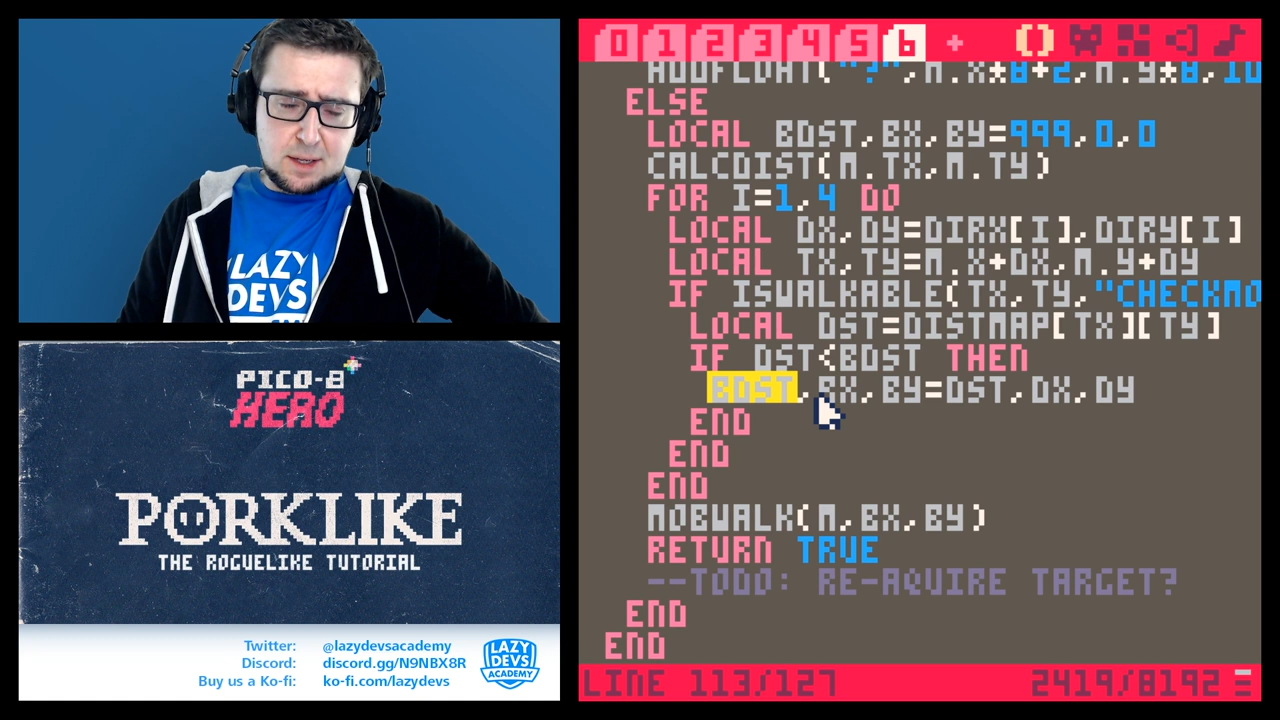 LAZY
DEVS
PICO-8
HERO
PORKLIKE
THE ROGUELIKE TUTORIAL
Twitter: @lazydevsacademy
Discord: discord.gg/N9NBX8R
Buy us a Ko-fi: ko-fi.com/lazydevs
LAZY
DEVS
ACADEMY
0 1 2 3 4 5 6 +
ADDFLOAT("?",M.X*8+2,M.Y*8,10
ELSE
LOCAL BDST,BX,BY=999,0,0
CALCDIST(M.TX,M.TY)
FOR I=1,4 DO
LOCAL DX,DY=DIRX[I],DIRY[I]
LOCAL TX,TY=M.X+DX,M.Y+DY
IF ISWALKABLE(TX,TY,"CHECKMO
LOCAL DST=DISTMAP[TX][TY]
IF DST<BDST THEN
BDST,BX,BY=DST,DX,DY
END
END
END
MOBWALK(M,BX,BY)
RETURN TRUE
--TODO: RE-AQUIRE TARGET?
END
END
LINE 113/127 2419/8192